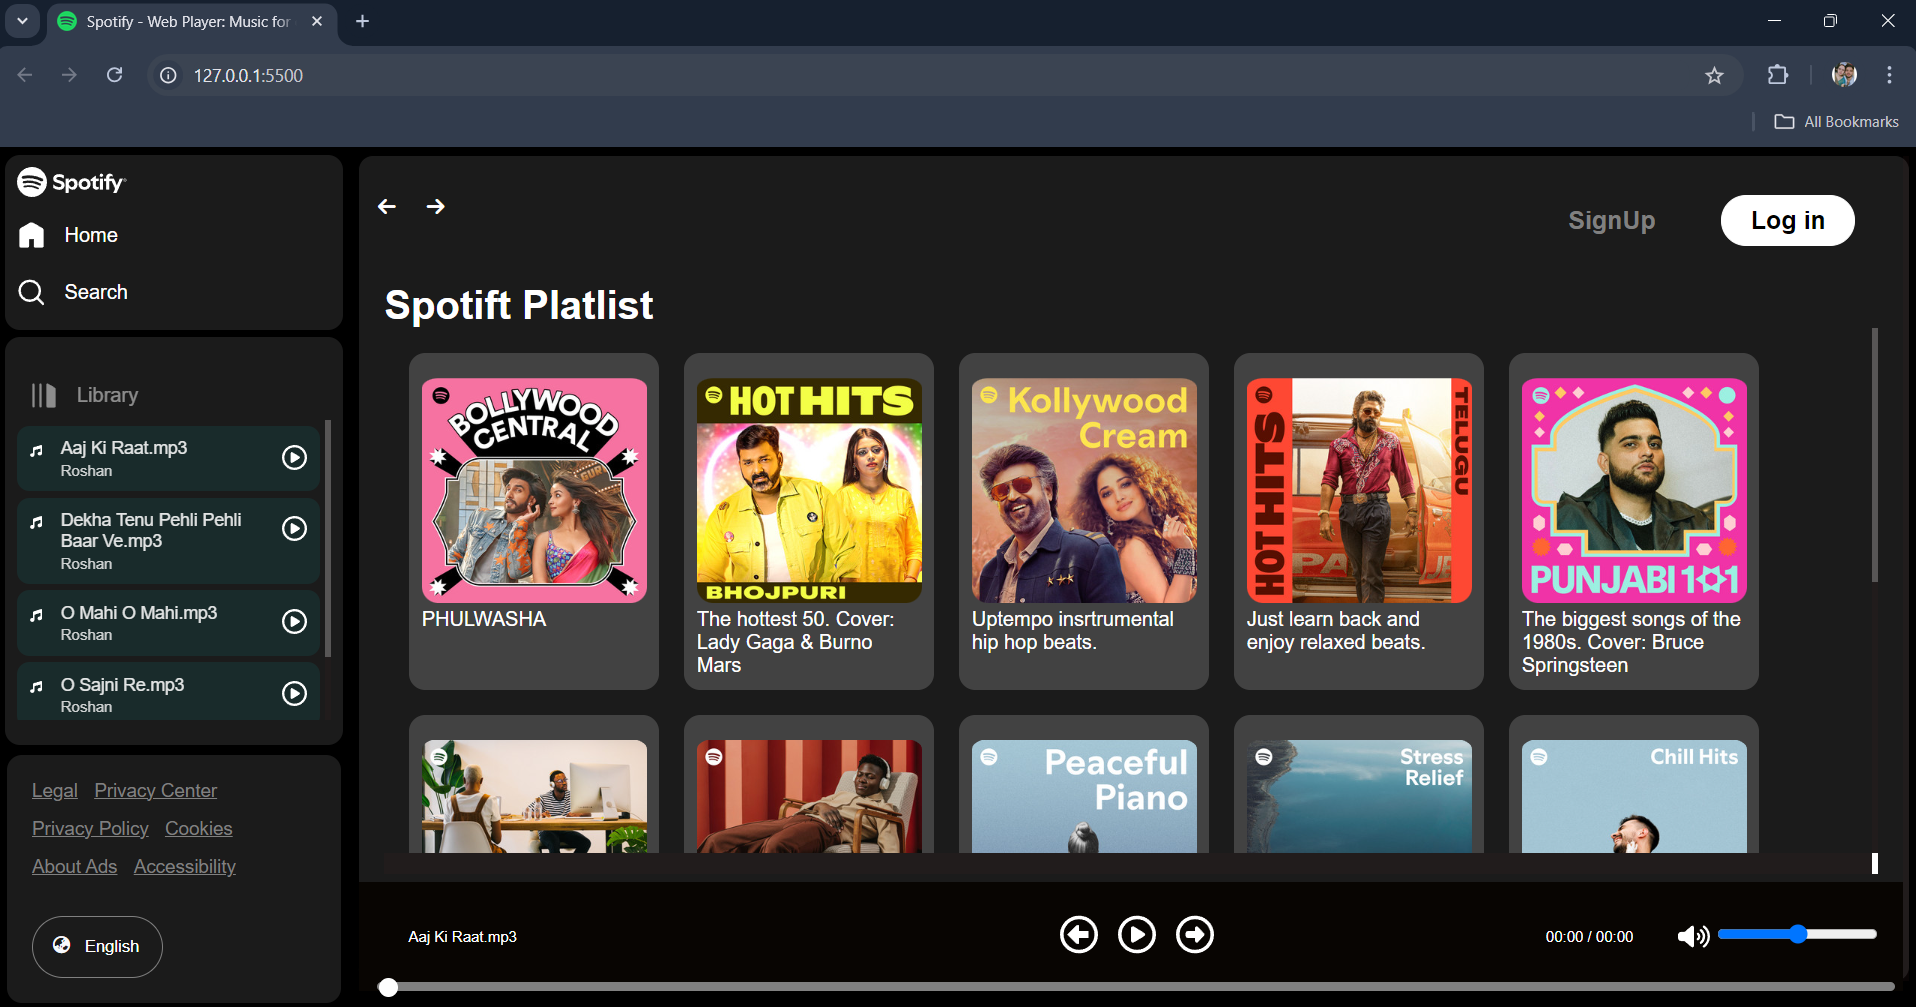 Spotify - Web Player: Music for
127.0.0.1:5500
All Bookmarks
Spotify
Home
Search
Library
Aaj Ki Raat.mp3
Roshan
Dekha Tenu Pehli Pehli
Baar Ve.mp3
Roshan
O Mahi O Mahi.mp3
Roshan
O Sajni Re.mp3
Roshan
Legal Privacy Center
Privacy Policy Cookies
About Ads Accessibility
English
SignUp
Log in
Spotift Platlist
BOLLYWOOD
CENTRAL
PHULWASHA
HOT HITS
BHOJPURI
The hottest 50. Cover:
Lady Gaga & Burno
Mars
Kollywood
Cream
Uptempo insrtrumental
hip hop beats.
HOT HITS
TELUGU
Just learn back and
enjoy relaxed beats.
PUNJABI 101
The biggest songs of the
1980s. Cover: Bruce
Springsteen
Peaceful
Piano
Stress
Relief
Chill Hits
Aaj Ki Raat.mp3
00:00 / 00:00